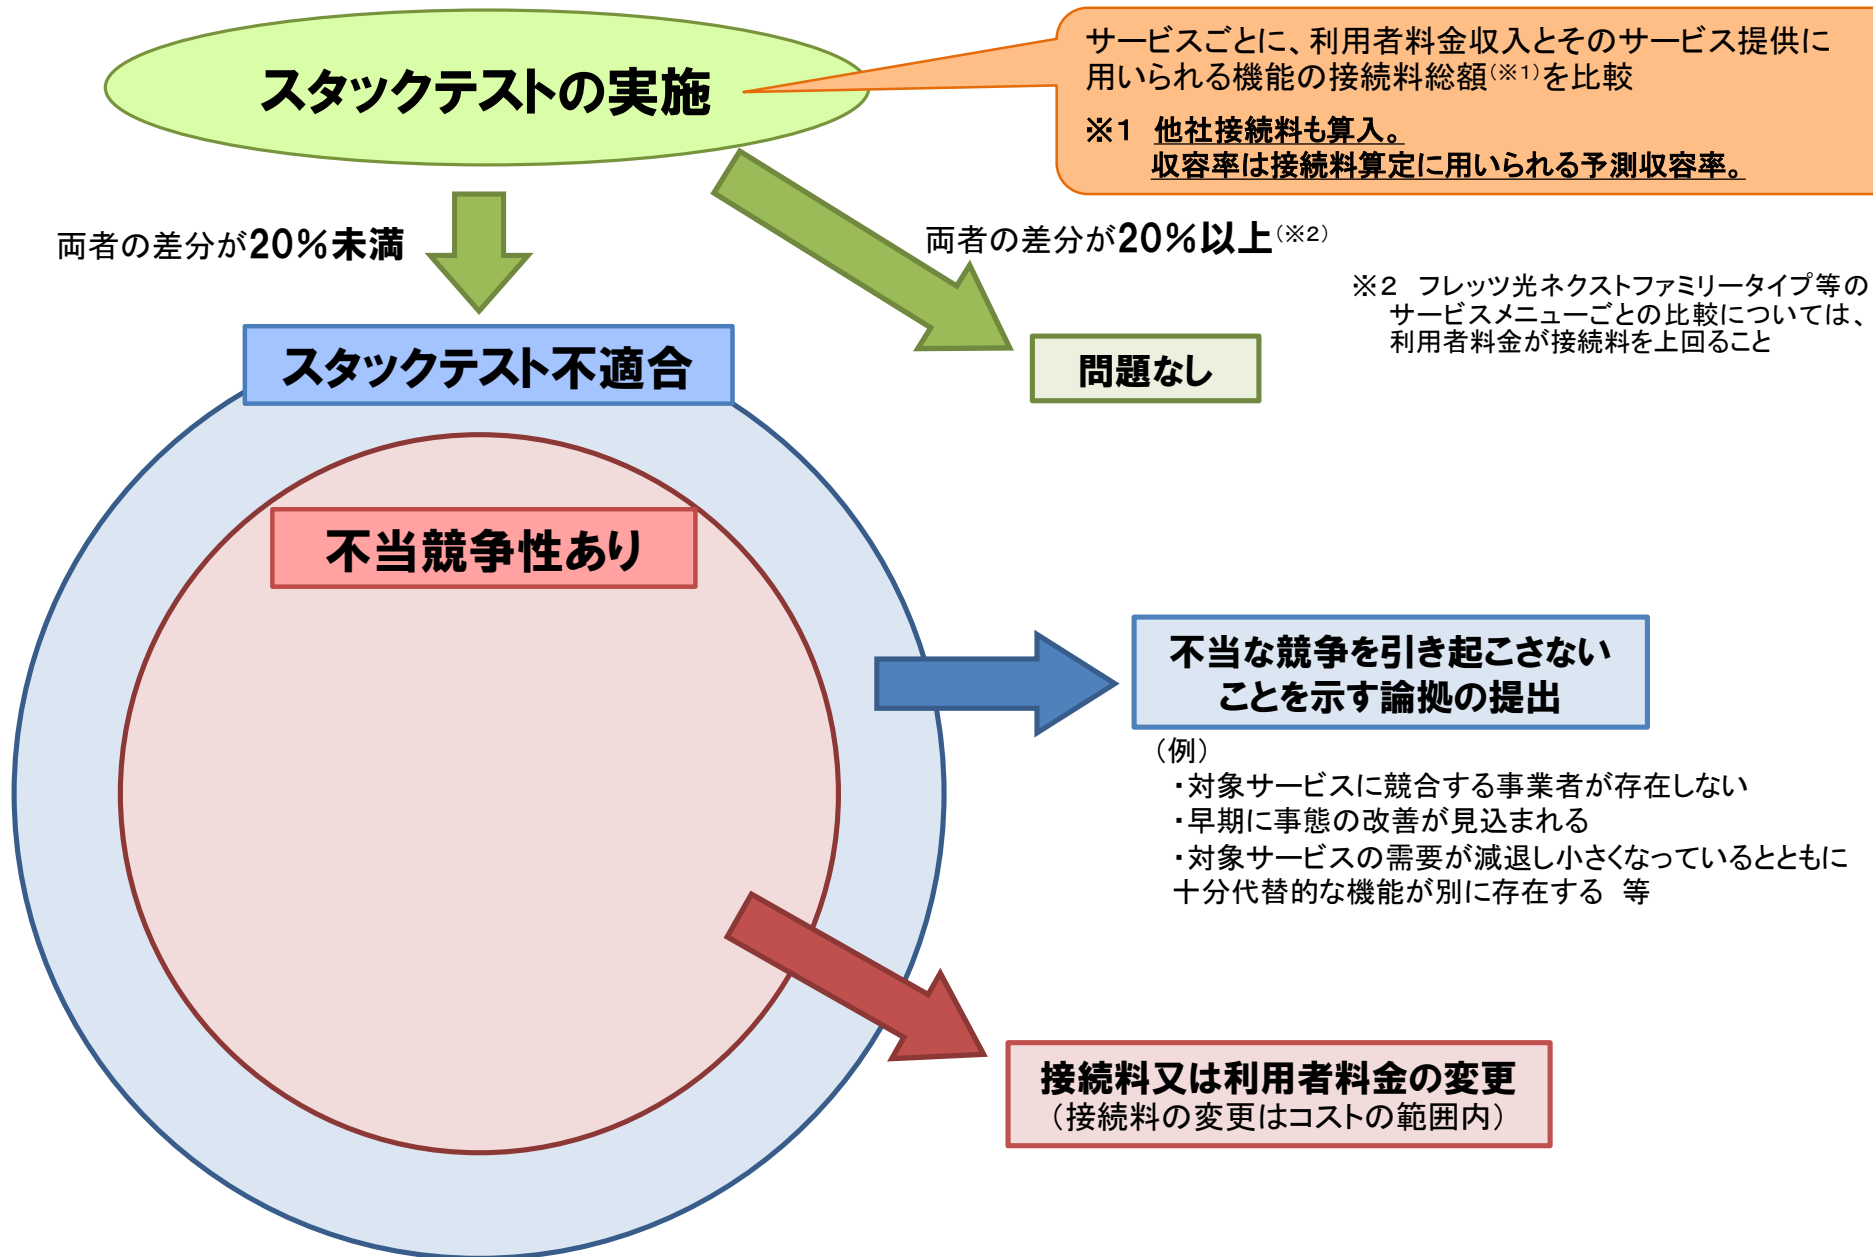 スタックテストの実施
サービスごとに、利用者料金収入とそのサービス提供に
用いられる機能の接続料総額(※1)を比較
※1 他社接続料も算入。
収容率は接続料算定に用いられる予測収容率。
両者の差分が20%未満
両者の差分が20%以上(※2)
※2 フレッツ光ネクストファミリータイプ等の
サービスメニューごとの比較については、
利用者料金が接続料を上回ること
スタックテスト不適合
問題なし
不当競争性あり
不当な競争を引き起こさない
ことを示す論拠の提出
(例)
・対象サービスに競合する事業者が存在しない
・早期に事態の改善が見込まれる
・対象サービスの需要が減退し小さくなっているとともに
十分代替的な機能が別に存在する 等
接続料又は利用者料金の変更
(接続料の変更はコストの範囲内)